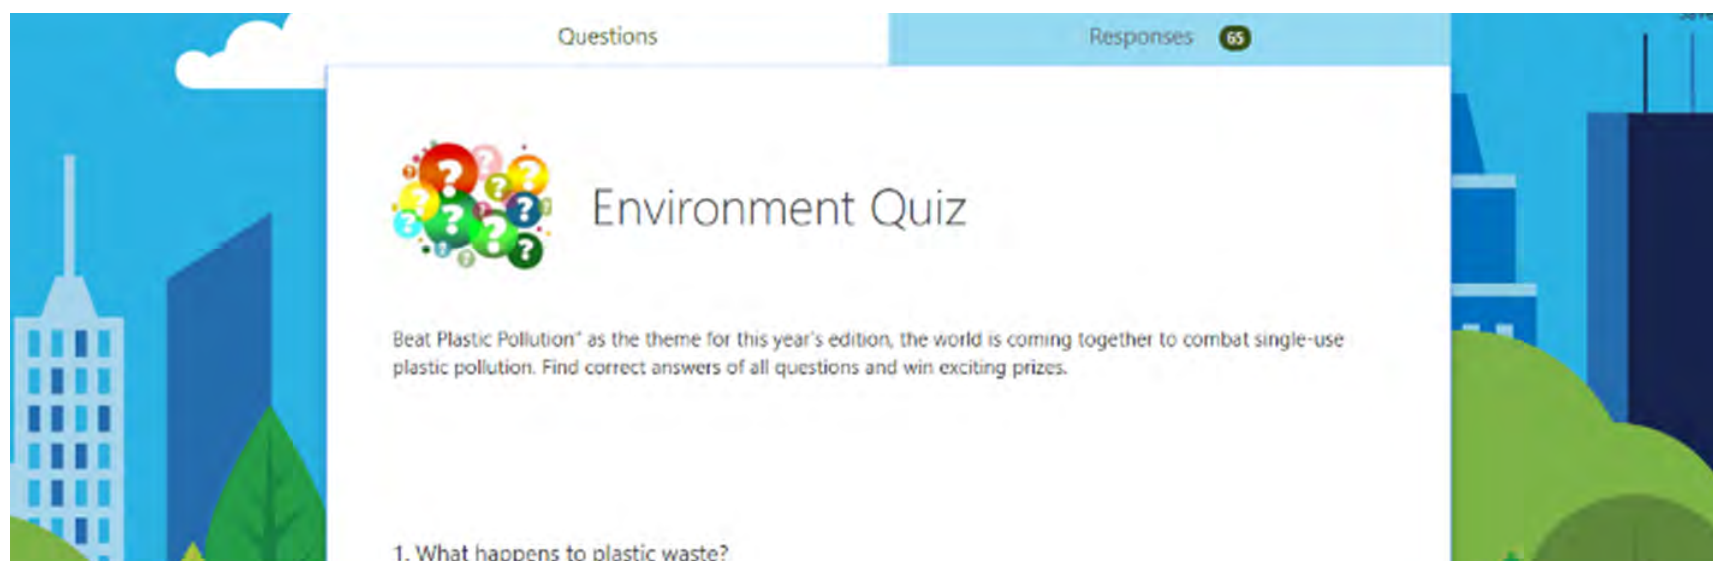 Questions
Responses 65
Environment Quiz
Beat Plastic Pollution" as the theme for this year's edition, the world is coming together to combat single-use
plastic pollution. Find correct answers of all questions and win exciting prizes.
1. What happens to plastic waste?